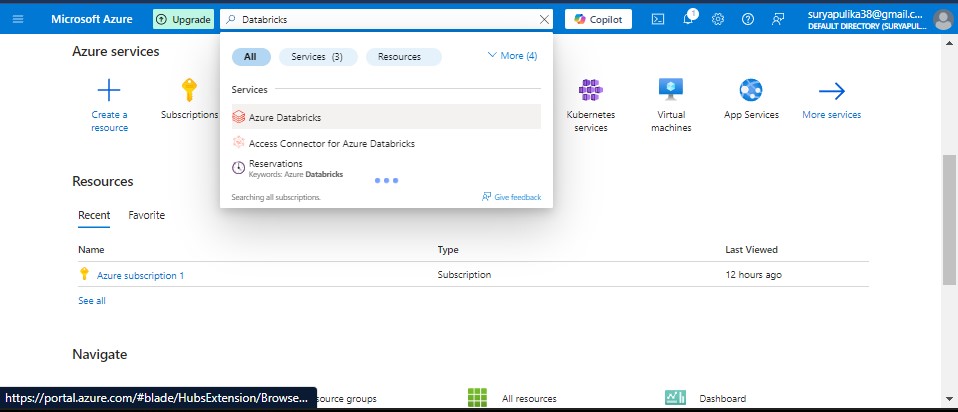 Microsoft Azure
Upgrade
Databricks
Copilot
1
suryapulika38@gmail.c...
DEFAULT DIRECTORY (SURYAPUL...
Azure services
All
Services (3)
Resources
More (4)
Services
Azure Databricks
Access Connector for Azure Databricks
Reservations
Keywords: Azure Databricks
Searching all subscriptions.
Give feedback
Create a resource
Subscriptions
Kubernetes services
Virtual machines
App Services
More services
Resources
Recent
Favorite
Name
Type
Last Viewed
Azure subscription 1
Subscription
12 hours ago
See all
Navigate
https://portal.azure.com/#blade/HubsExtension/Browse...
source groups
All resources
Dashboard